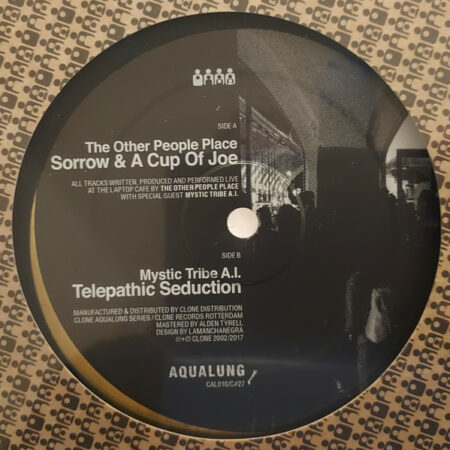 SIDE A
The Other People Place
Sorrow & A Cup Of Joe
ALL TRACKS WRITTEN, PRODUCED AND PERFORMED LIVE
AT THE LAPTOP CAFE BY THE OTHER PEOPLE PLACE
WITH SPECIAL GUEST MYSTIC TRIBE A.I.
SIDE B
Mystic Tribe A.I.
Telepathic Seduction
MANUFACTURED & DISTRIBUTED BY CLONE DISTRIBUTION
CLONE AQUALUNG SERIES / CLONE RECORDS ROTTERDAM
MASTERED BY ALDEN TYRELL
DESIGN BY LAMANCHANEGRA
℗+© CLONE 2002/2017
AQUALUNG
CAL010/C#27